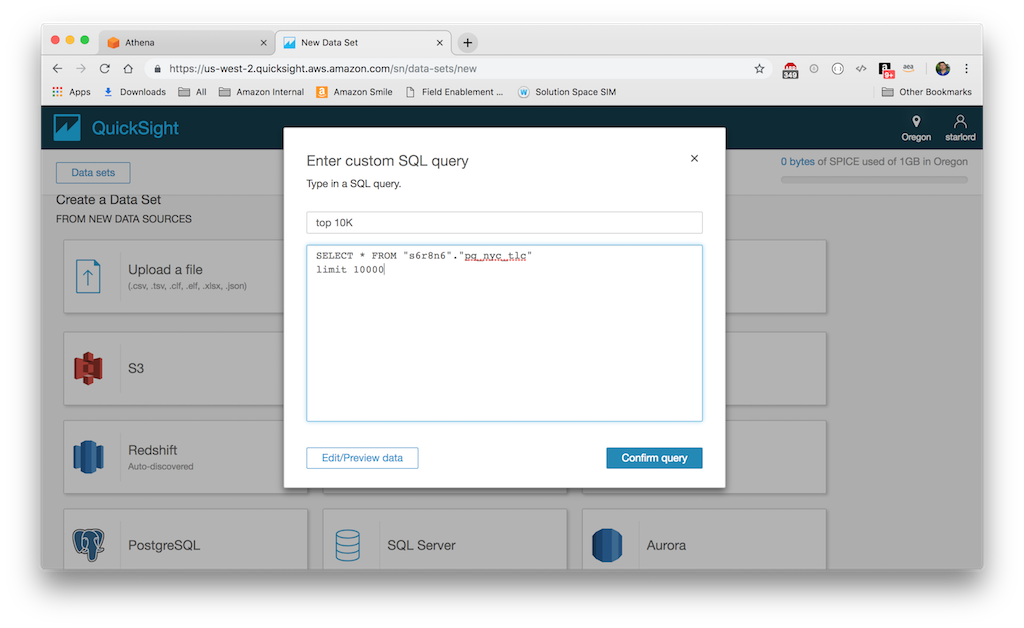 Athena
New Data Set
https://us-west-2.quicksight.aws.amazon.com/sn/data-sets/new
349
a
9+
aea
Apps
Downloads
All
Amazon Internal
a
Amazon Smile
Field Enablement ...
W
Solution Space SIM
Other Bookmarks
QuickSight
Oregon
starlord
Data sets
0 bytes of SPICE used of 1GB in Oregon
Create a Data Set
FROM NEW DATA SOURCES
Upload a file
(.csv, .tsv, .clf, .elf, .xlsx, .json)
S3
Redshift
Auto-discovered
PostgreSQL
SQL Server
Aurora
Enter custom SQL query
Type in a SQL query.
top 10K
SELECT * FROM "s6r8n6"."pq_nyc_tlc"
limit 10000
Edit/Preview data
Confirm query